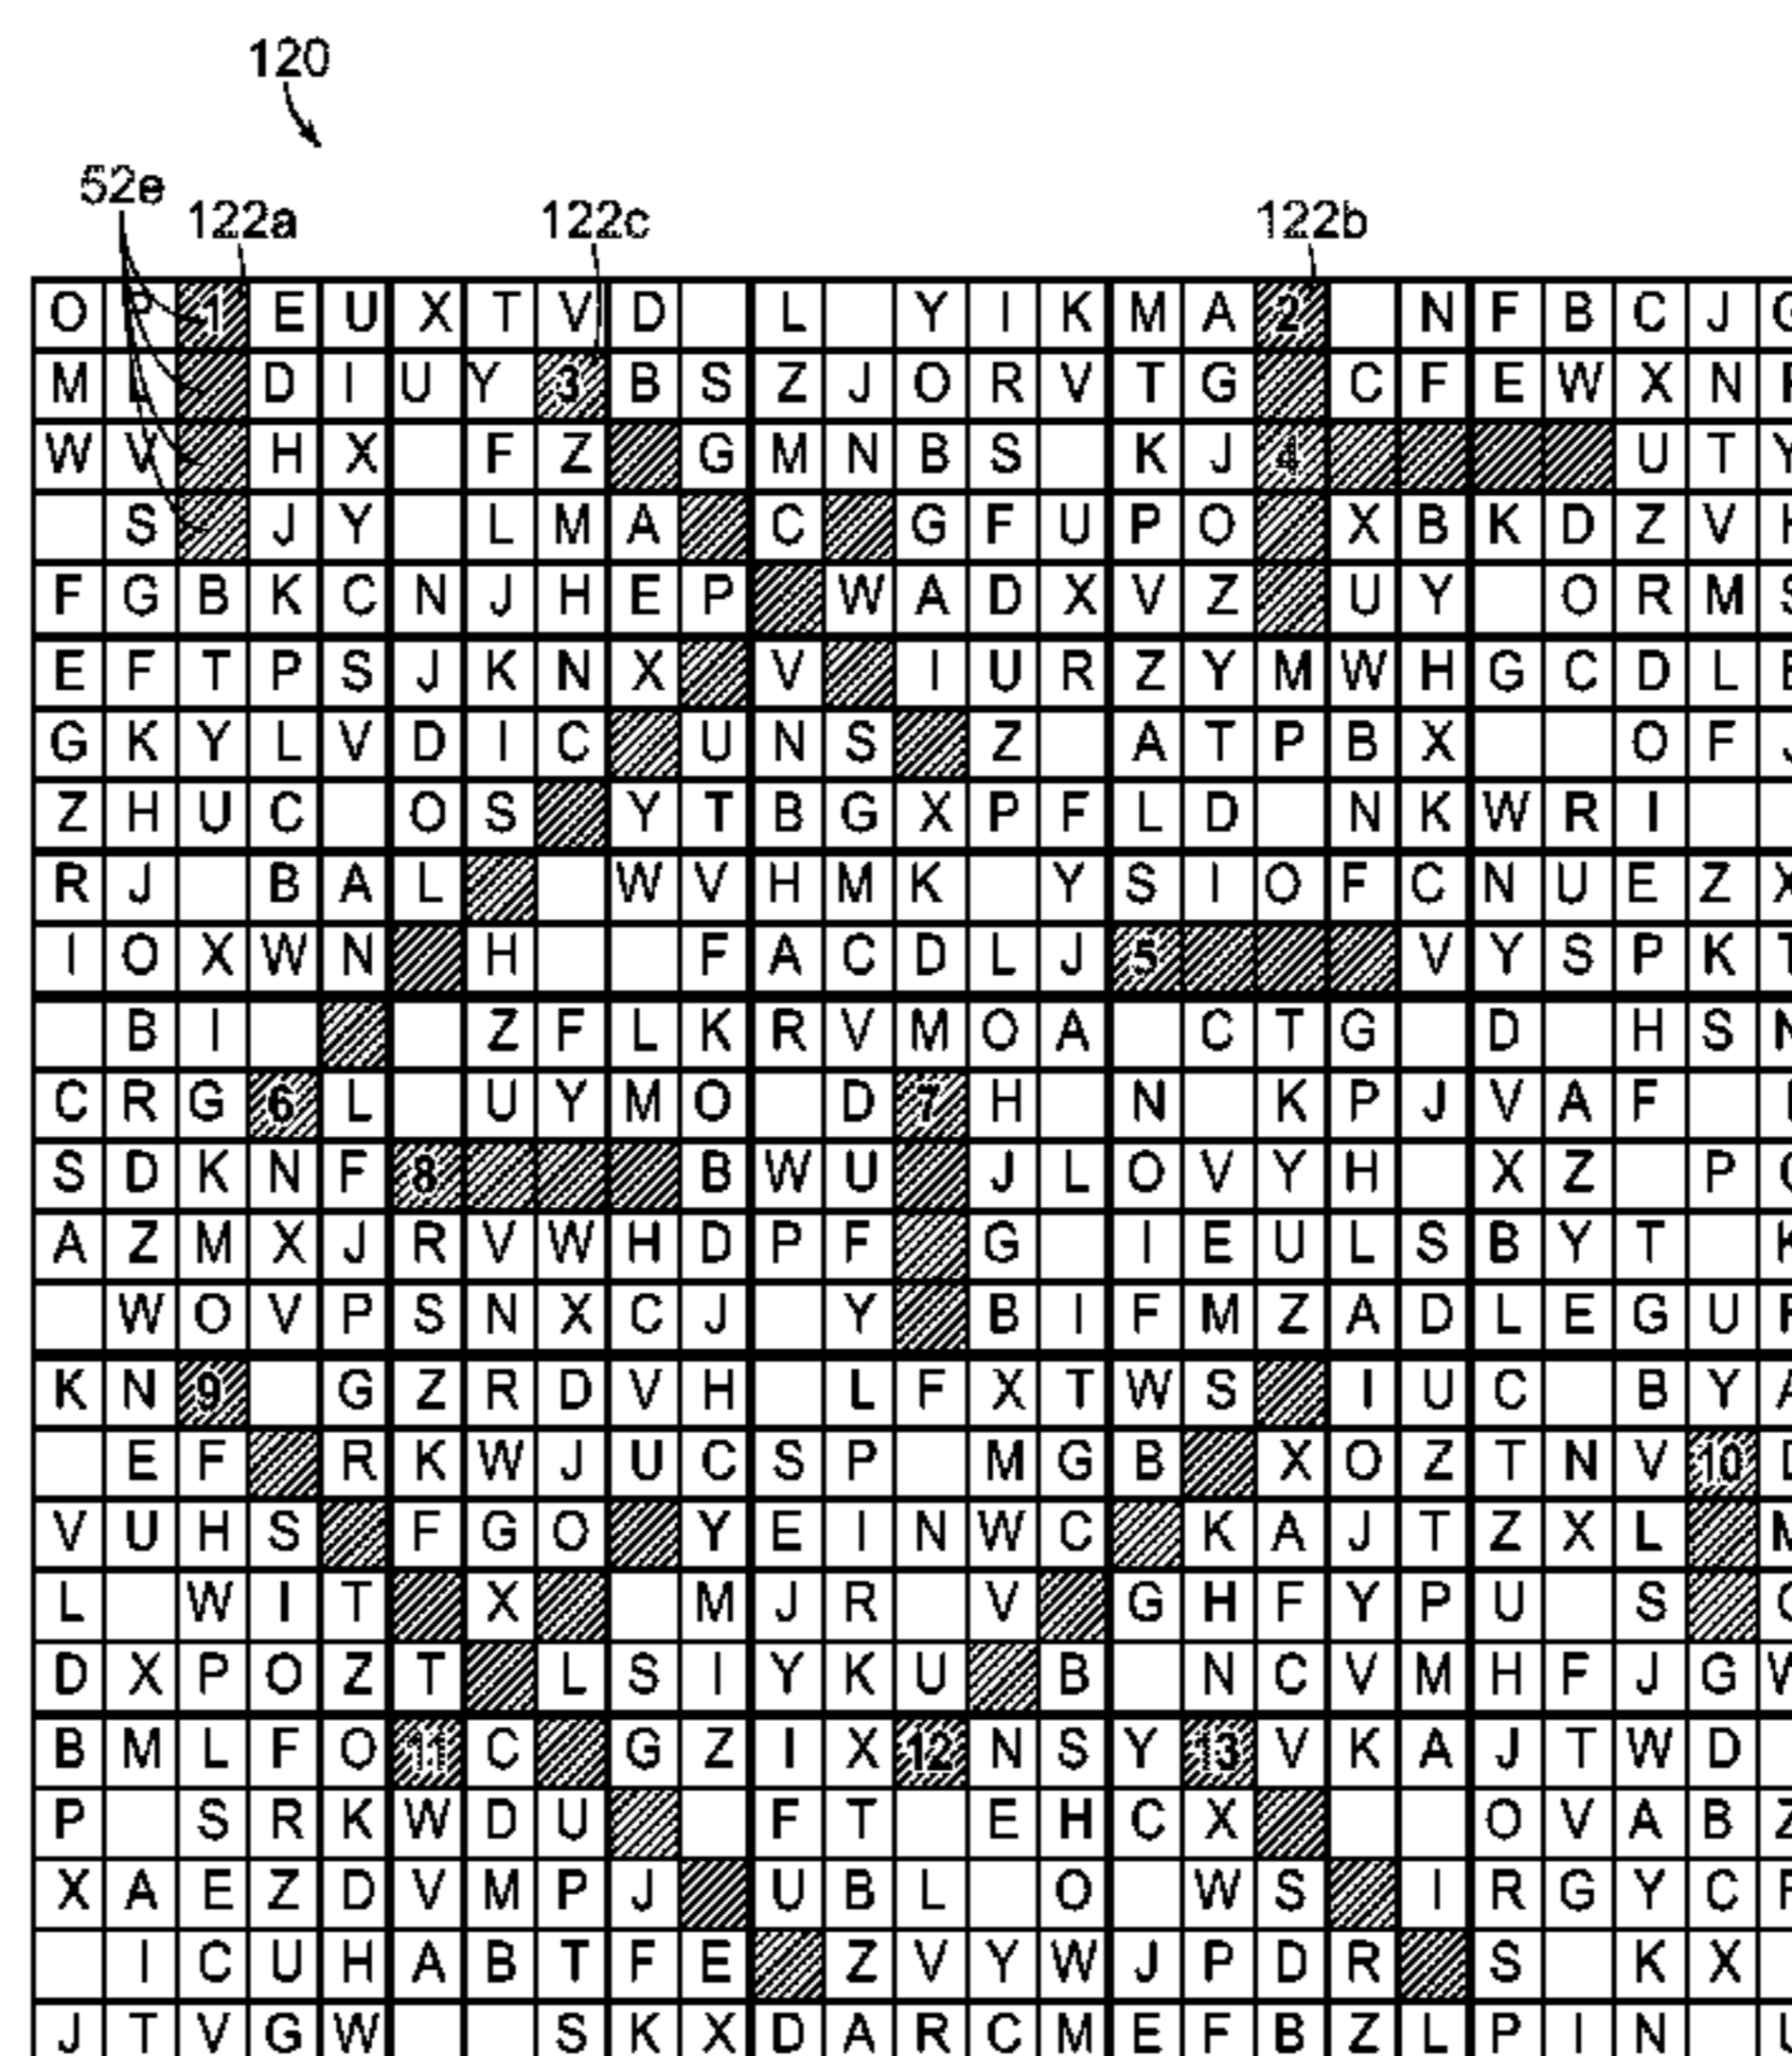 120
52e 122a 122c 122b
O P 1 E U X T V D L Y I K M A 2 N F B C J
M L D I U Y 3 B S Z J O R V T G C F E W X N
W V H X F Z G M N B S K J 4 U T
S J Y L M A C G F U P O X B K D Z V
F G B K C N J H E P W A D X V Z U Y O R M
E F T P S J K N X V I U R Z Y M W H G C D L
G K Y L V D I C U N S Z A T P B X O F
Z H U C O S Y T B G X P F L D N K W R I
R J B A L W V H M K Y S I O F C N U E Z
I O X W N H F A C D L J 5 V Y S P K
B I Z F L K R V M O A C T G D H S
C R G 6 L U Y M O D 7 H N K P J V A F
S D K N F 8 B W U J L O V Y H X Z P
A Z M X J R V W H D P F G I E U L S B Y T
W O V P S N X C J Y B I F M Z A D L E G U
K N 9 G Z R D V H L F X T W S I U C B Y
E F R K W J U C S P M G B X O Z T N V 10
V U H S F G O Y E I N W C K A J T Z X L
L W I T X M J R V G H F Y P U S
D X P O Z T L S I Y K U B N C V M H F J G
B M L F O 11 C G Z I X 12 N S Y 13 V K A J T W D
P S R K W D U F T E H C X O V A B
X A E Z D V M P J U B L O W S I R G Y C
I C U H A B T F E Z V Y W J P D R S K X
J T V G W S K X D A R C M E F B Z L P I N